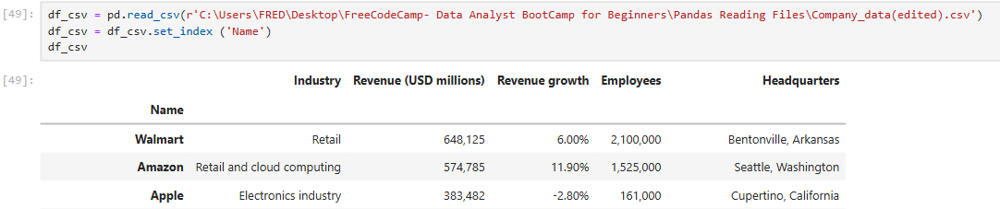 [49]: df_csv = pd.read_csv(r'C:\Users\FRED\Desktop\FreeCodeCamp- Data Analyst BootCamp for Beginners\Pandas Reading Files\Company_data(edited).csv')
df_csv = df_csv.set_index ('Name')
df_csv
[49]: Industry Revenue (USD millions) Revenue growth Employees Headquarters
Name
Walmart Retail 648,125 6.00% 2,100,000 Bentonville, Arkansas
Amazon Retail and cloud computing 574,785 11.90% 1,525,000 Seattle, Washington
Apple Electronics industry 383,482 -2.80% 161,000 Cupertino, California